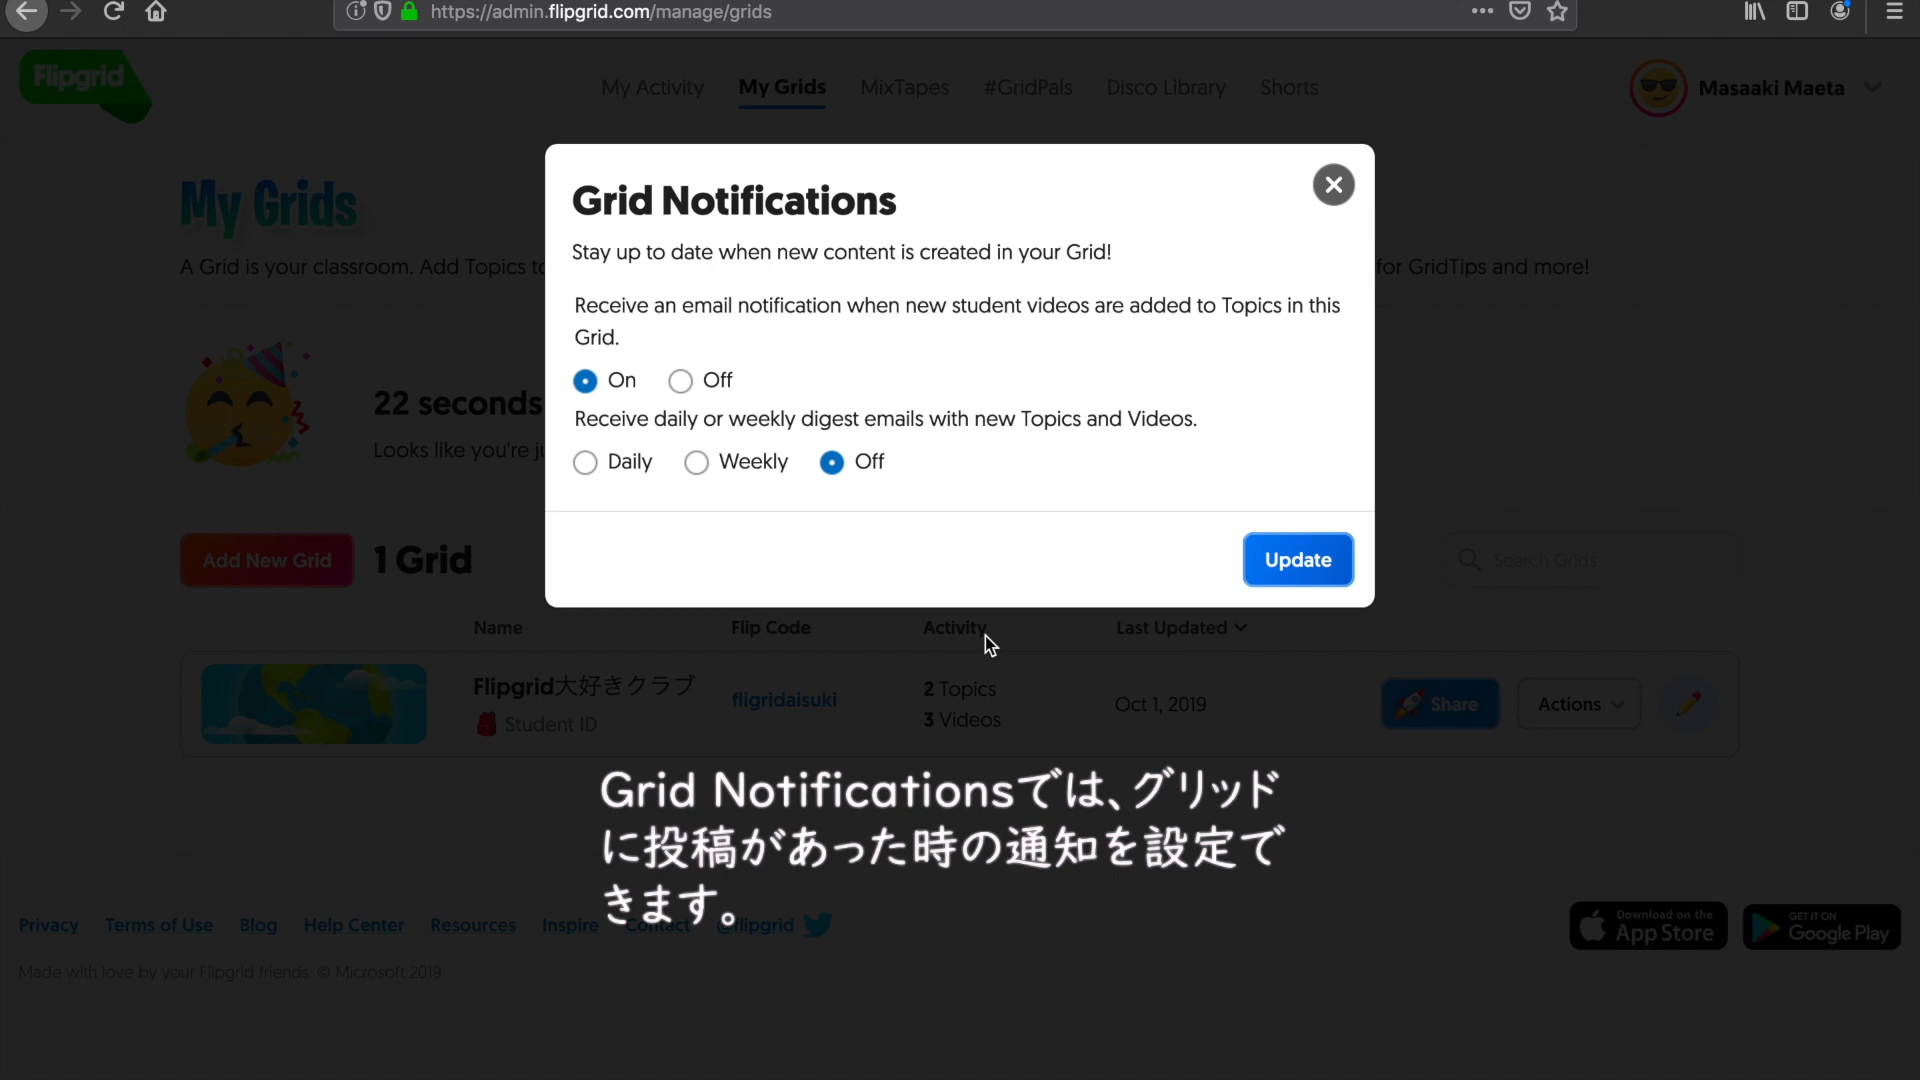 https://admin.flipgrid.com/manage/grids
Flipgrid
My Activity
My Grids
MixTapes
#GridPals
Disco Library
Shorts
Masaaki Maeta
My Grids
A Grid is your classroom. Add Topics to
for GridTips and more!
Grid Notifications
Stay up to date when new content is created in your Grid!
Receive an email notification when new student videos are added to Topics in this
Grid.
On
Off
Receive daily or weekly digest emails with new Topics and Videos.
Daily
Weekly
Off
Update
22 seconds
Looks like you're
Add New Grid
1 Grid
Search Grids
Name
Flip Code
Activity
Last Updated
Flipgrid大好きクラブ
Student ID
fligridaisuki
2 Topics
3 Videos
Oct 1, 2019
Share
Actions
Grid Notificationsでは、グリッド
に投稿があった時の通知を設定で
きます。
Privacy
Terms of Use
Blog
Help Center
Resources
Inspire
Contact
@flipgrid
Download on the
App Store
GET IT ON
Google Play
Made with love by your Flipgrid friends. © Microsoft 2019